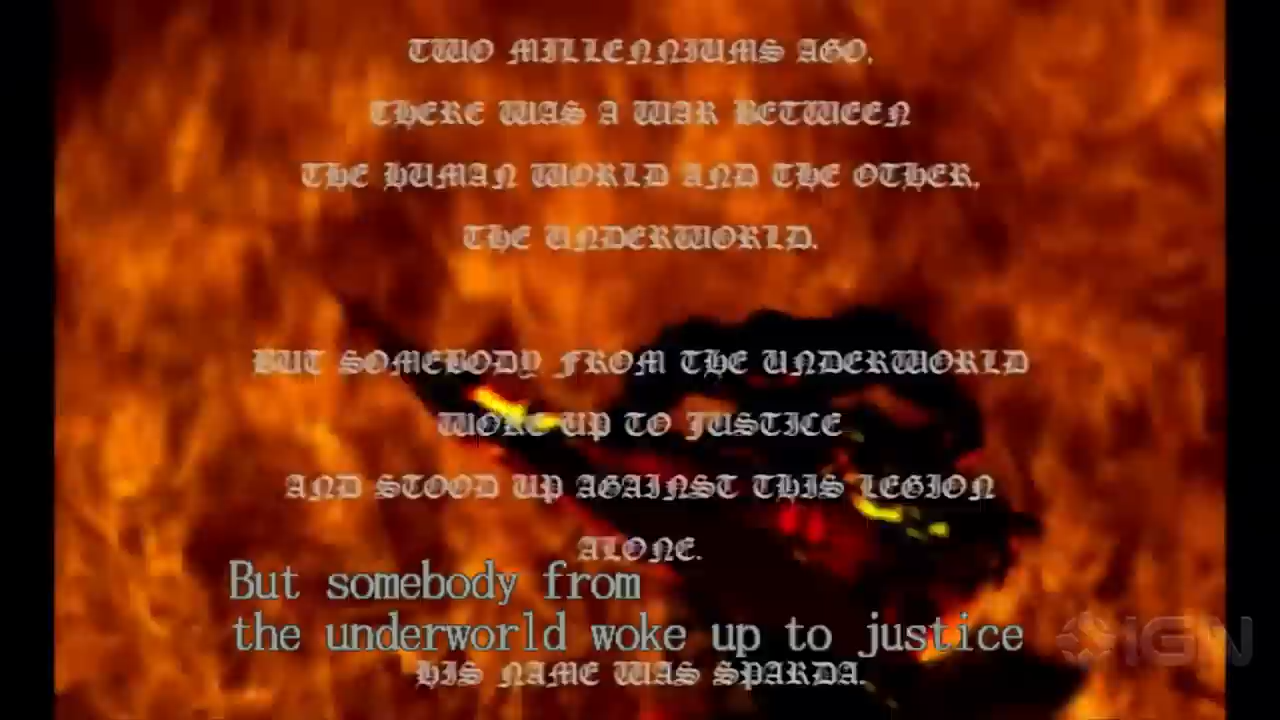 TWO MILLENNIUMS AGO,
THERE WAS A WAR BETWEEN
THE HUMAN WORLD AND THE OTHER,
THE UNDERWORLD.
BUT SOMEBODY FROM THE UNDERWORLD
WOKE UP TO JUSTICE
AND STOOD UP AGAINST THIS LEGION
ALONE.
But somebody from
the underworld woke up to justice
IGN
HIS NAME WAS SPARDA.